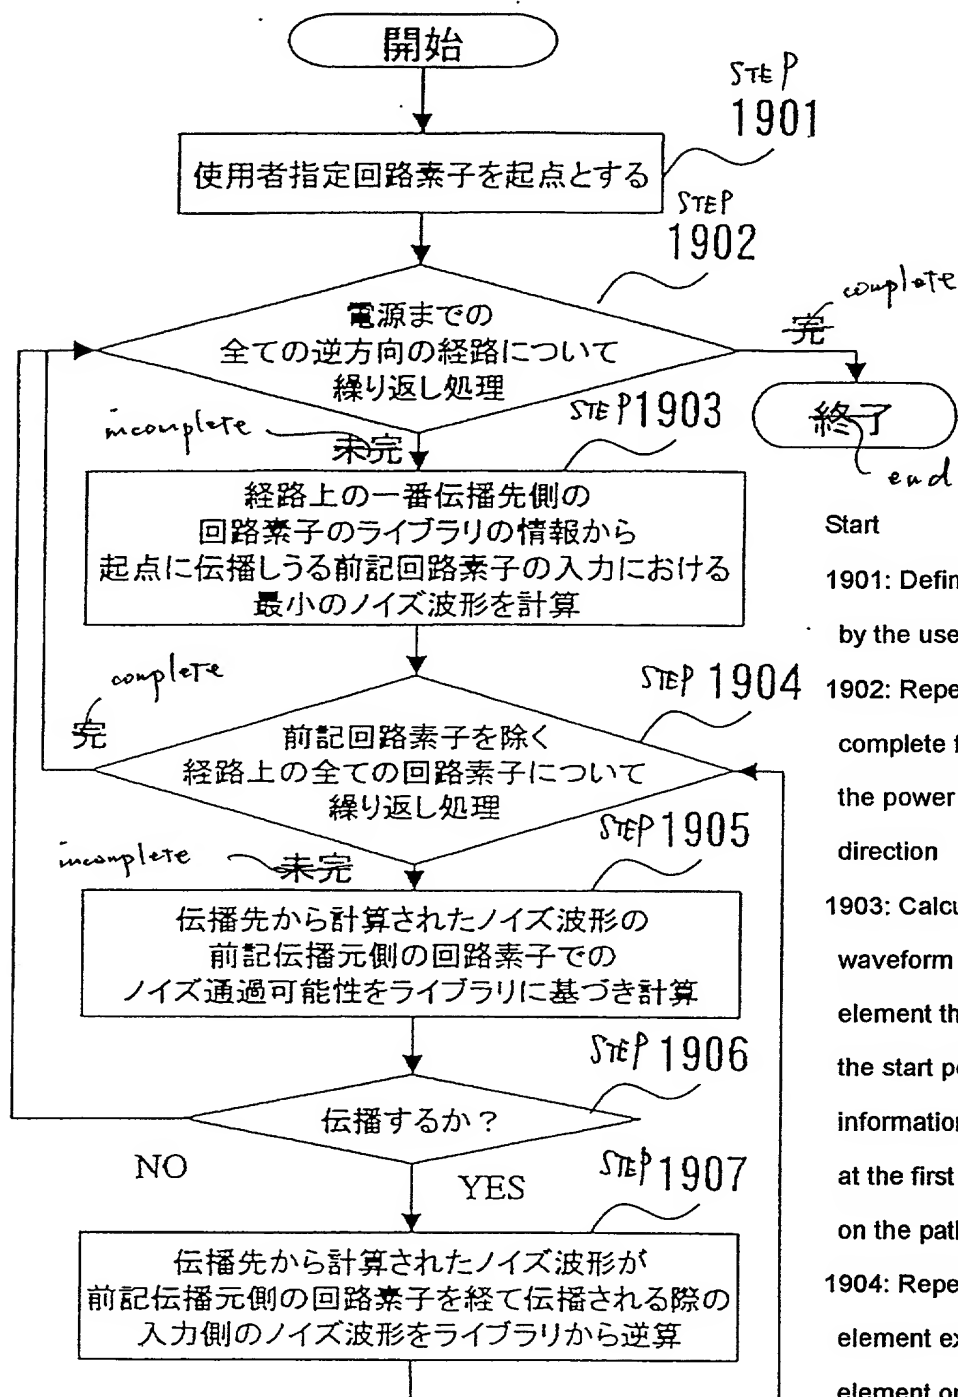 開始
STEP
1901
使用者指定回路素子を起点とする
STEP
1902
電源までの
全ての逆方向の経路について
繰り返し処理
complete
完
終了
end
incomplete
未完
STEP 1903
経路上の一番伝播先側の
回路素子のライブラリの情報から
起点に伝播しうる前記回路素子の入力における
最小のノイズ波形を計算
complete
完
STEP 1904
前記回路素子を除く
経路上の全ての回路素子について
繰り返し処理
incomplete
未完
STEP 1905
伝播先から計算されたノイズ波形の
前記伝播元側の回路素子での
ノイズ通過可能性をライブラリに基づき計算
STEP 1906
伝播するか?
NO
YES
STEP 1907
伝播先から計算されたノイズ波形が
前記伝播元側の回路素子を経て伝播される際の
入力側のノイズ波形をライブラリから逆算
Start
1901:
by the
1902:
complete
the power
direction
1903:
waveform
element
the start
information
at the first
on the
1904:
element
element